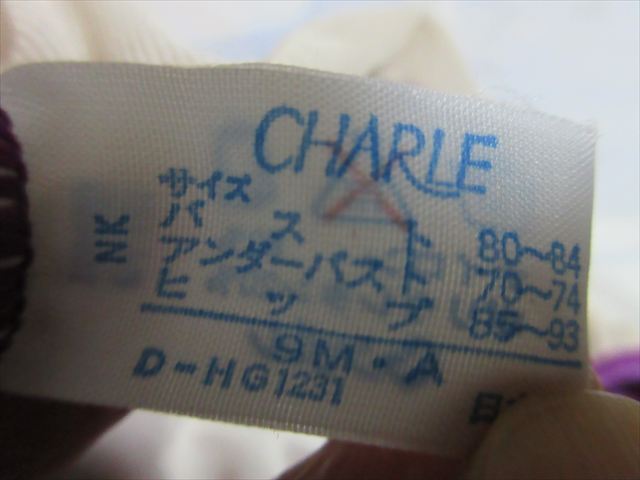 CHARLE
サイズ
バスト 80〜84
アンダーバスト 70〜74
ヒップ 85〜93
9M・A
D-HG1231
NK